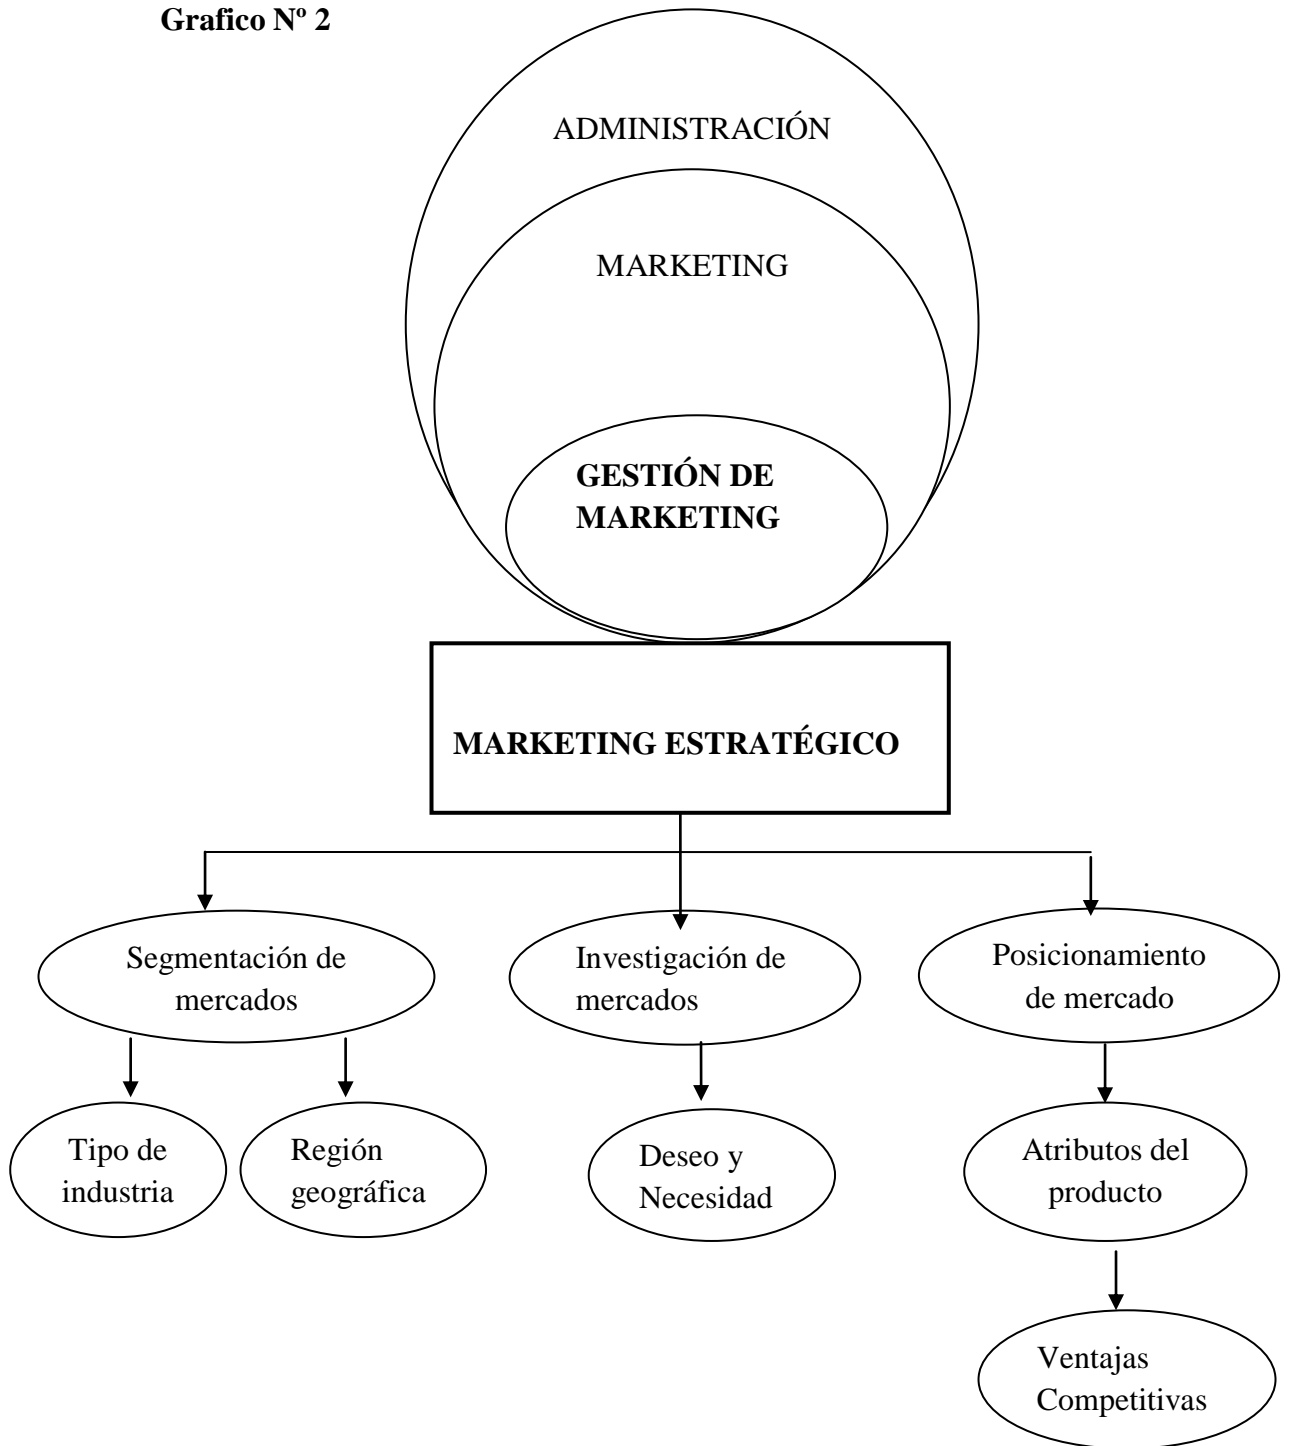 Grafico Nº 2
ADMINISTRACIÓN
MARKETING
GESTIÓN DE
MARKETING
MARKETING ESTRATÉGICO
Segmentación de
mercados
Investigación de
mercados
Posicionamiento
de mercado
Tipo de
industria
Región
geográfica
Deseo y
Necesidad
Atributos del
producto
Ventajas
Competitivas